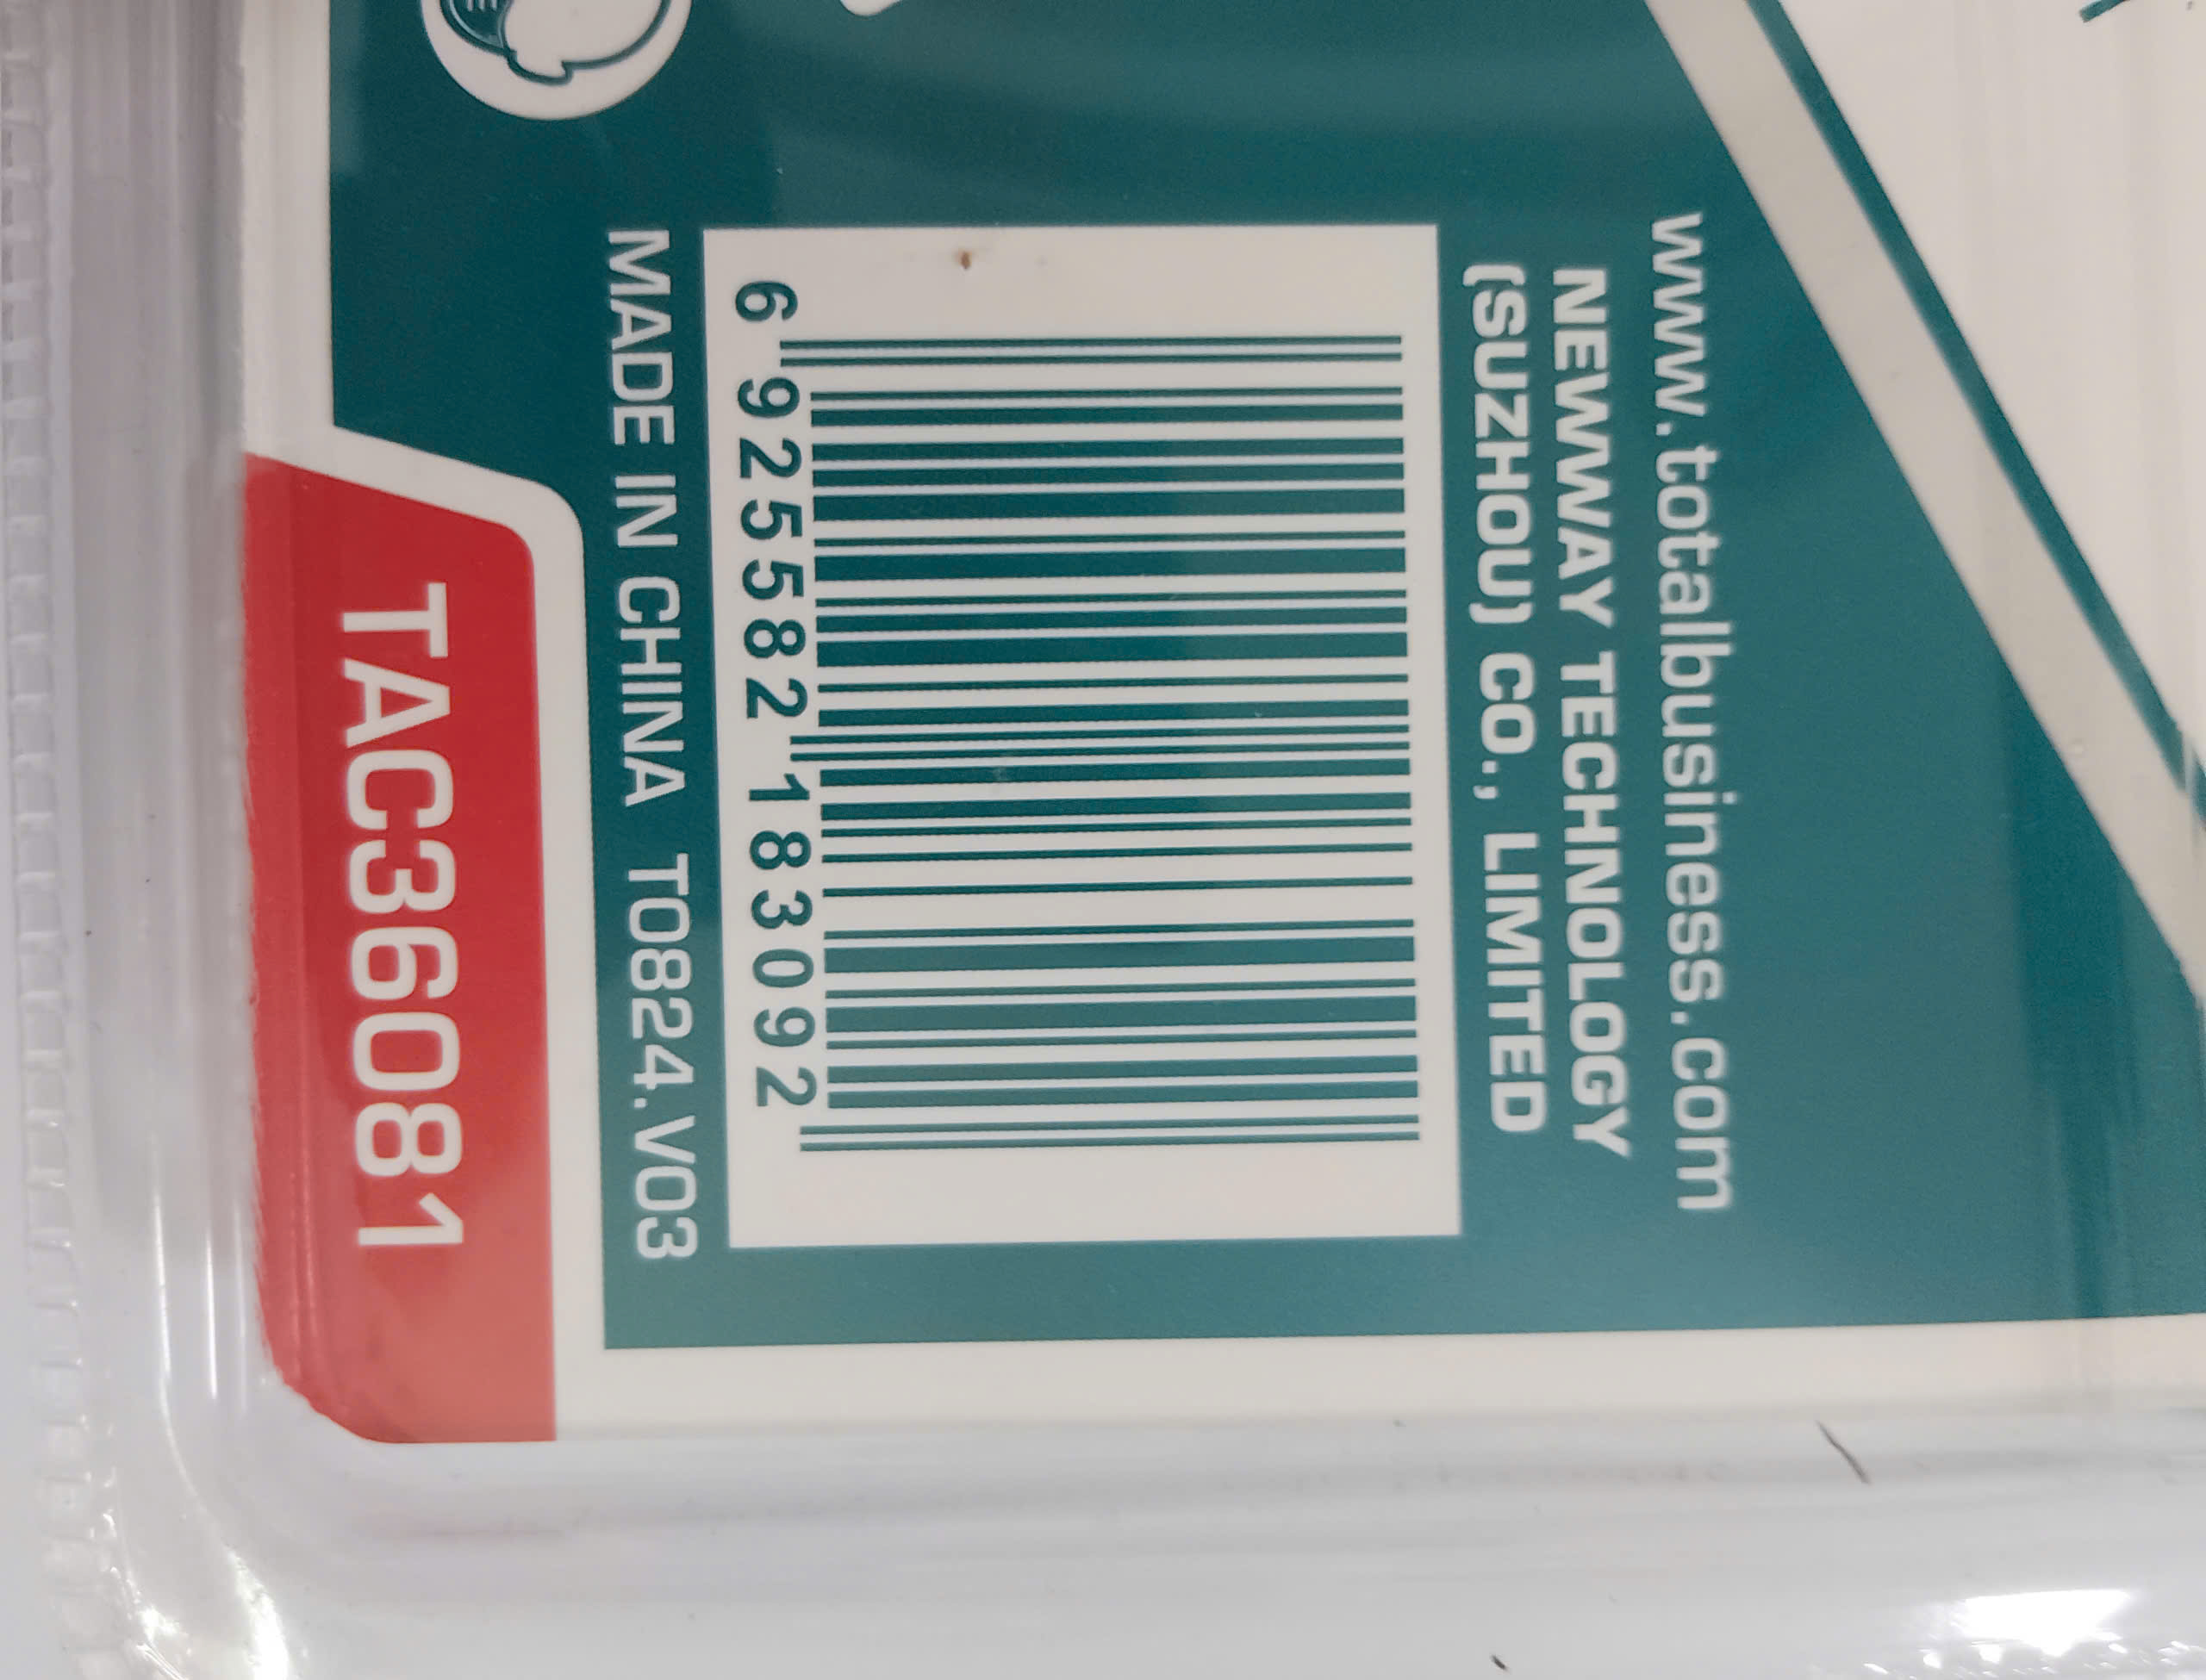 www.totalbusiness.com
NEWWAY TECHNOLOGY
(SUZHOU) CO., LIMITED
6 925582 183092
MADE IN CHINA T0824.V03
TAC36081